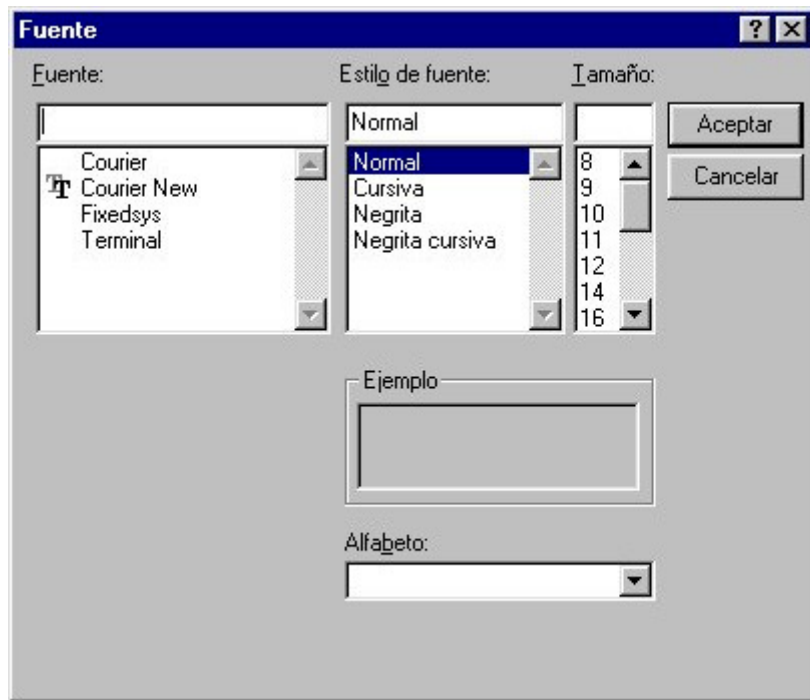 Fuente
Fuente:
Estilo de fuente:
Tamaño:
Normal
Aceptar
Cancelar
Courier
Courier New
Fixedsys
Terminal
Normal
Cursiva
Negrita
Negrita cursiva
8
9
10
11
12
14
16
Ejemplo
Alfabeto: